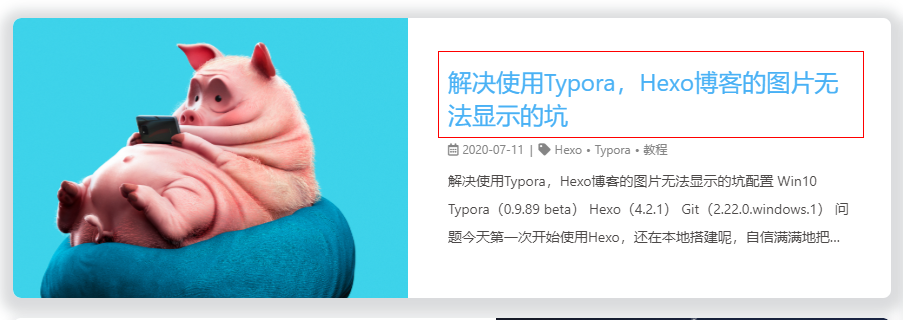 解决使用Typora，Hexo博客的图片无
法显示的坑
2020-07-11 | Hexo • Typora • 教程
解决使用Typora，Hexo博客的图片无法显示的坑配置 Win10
Typora（0.9.89 beta） Hexo（4.2.1） Git（2.22.0.windows.1） 问
题今天第一次开始使用Hexo，还在本地搭建呢，自信满满地把...